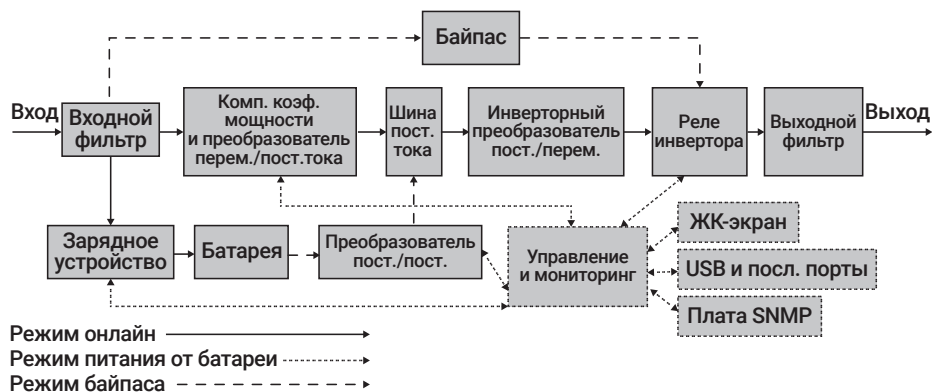 Байпас
Вход
Входной
фильтр
Комп. коэф.
мощности
и преобразователь
перем./пост.тока
Шина
пост.
тока
Инверторный
преобразователь
пост./перем.
Реле
инвертора
Выходной
фильтр
Выход
Зарядное
устройство
Батарея
Преобразователь
пост./пост.
Управление
и мониторинг
ЖК-экран
USB и посл. порты
Плата SNMP
Режим онлайн
Режим питания от батареи
Режим байпаса